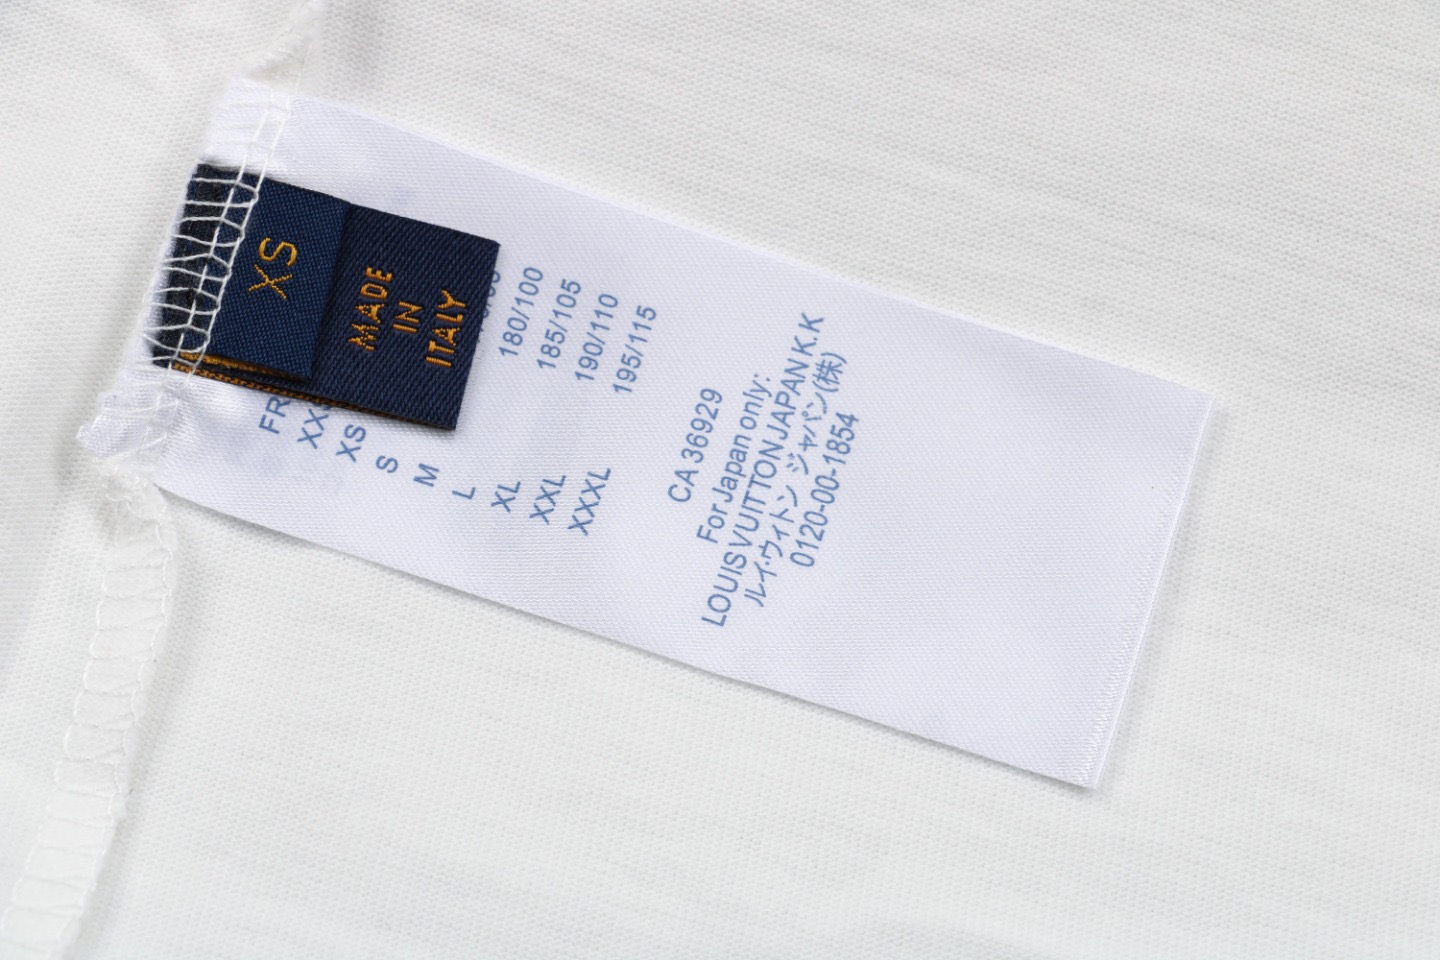 XS
MADE
IN
ITALY
FR
XXS
XS
S
M
L
XL 180/100
XXL 185/105
XXXL 190/110
195/115
CA 36929
For Japan only:
LOUIS VUITTON JAPAN K.K
ルイ・ヴィトン ジャパン(株)
0120-00-1854